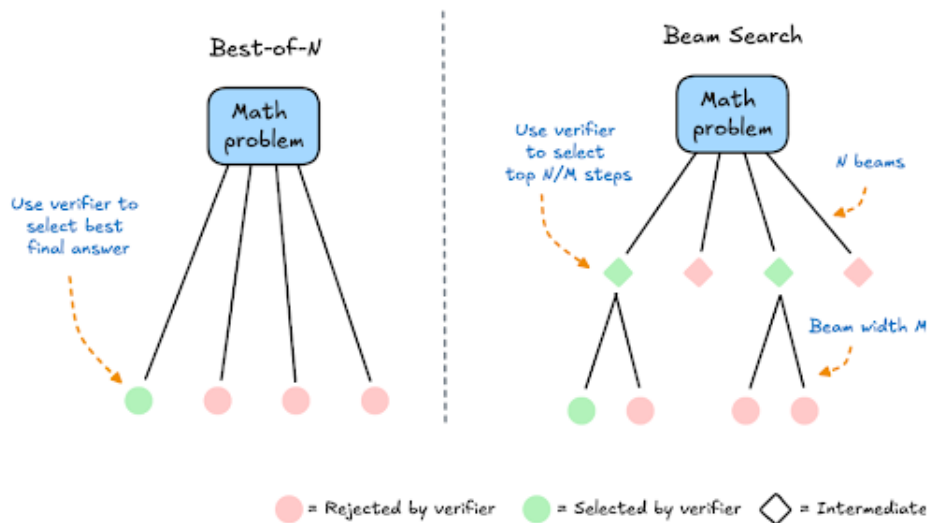 Best-of-N
Math
problem
Use verifier to
select best
final answer
Beam Search
Math
problem
Use verifier
to select
top N/M steps
N beams
Beam width M
= Rejected by verifier
= Selected by verifier
= Intermediate